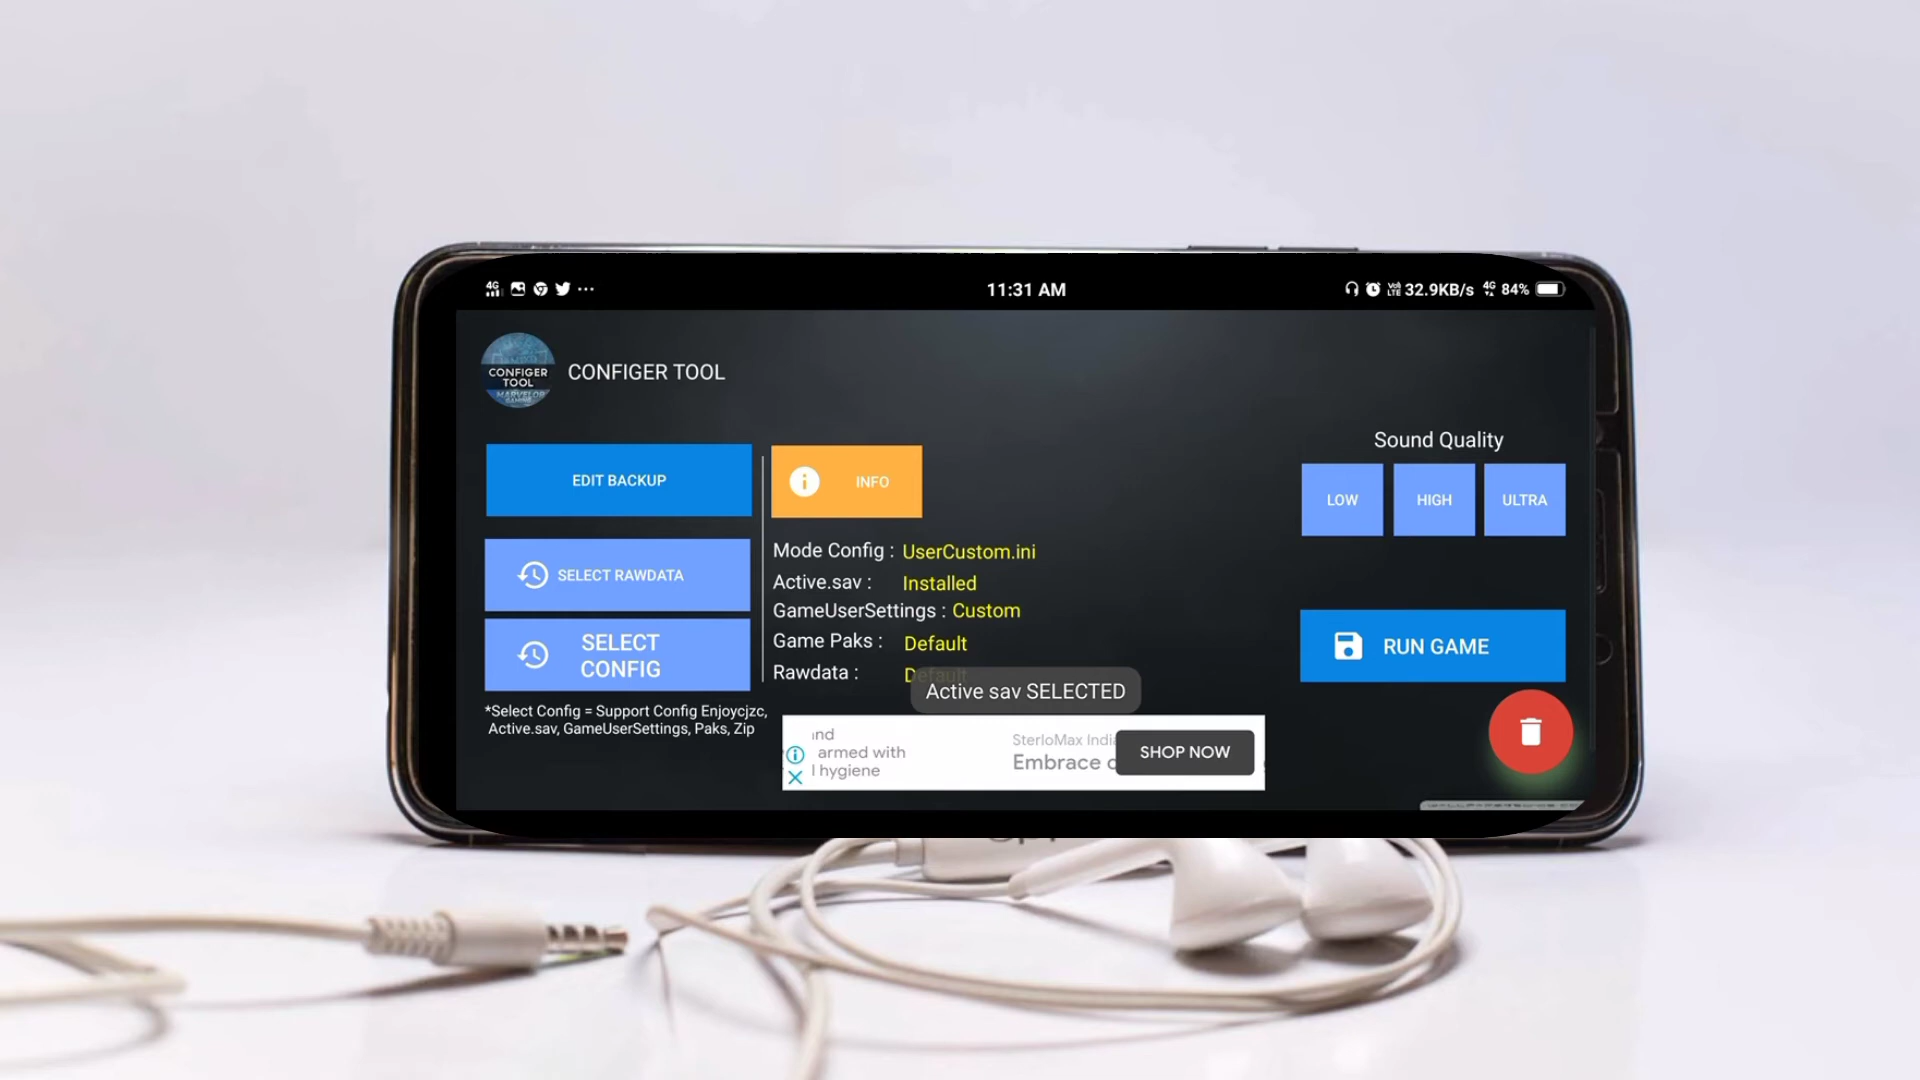 4G
11:31 AM
32.9KB/s 4G 84%
CONFIGER
TOOL
MARVELOR
CONFIGER TOOL
EDIT BACKUP
SELECT RAWDATA
SELECT
CONFIG
*Select Config = Support Config Enjoycjzc,
Active.sav, GameUserSettings, Paks, Zip
INFO
Mode Config : UserCustom.ini
Active.sav : Installed
GameUserSettings : Custom
Game Paks : Default
Rawdata : Default
Active sav SELECTED
armed with
hygiene
SterloMax
Embrace
SHOP NOW
Sound Quality
LOW
HIGH
ULTRA
RUN GAME